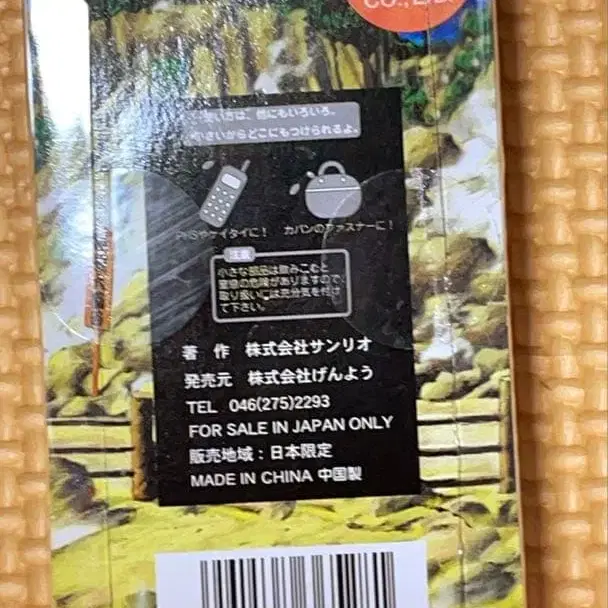 CO., LTD.
使い方は、他にもいろいろ。
小さいからどこにもつけられるよ。
PHSやケイタイに！ カバンのファスナーに！
注意
小さな部品は飲みこむと
窒息の危険がありますので
取り扱いには充分気を付け
て下さい。
著 作 株式会社サンリオ
発売元 株式会社げんよう
TEL 046(275)2293
FOR SALE IN JAPAN ONLY
販売地域：日本限定
MADE IN CHINA 中国製